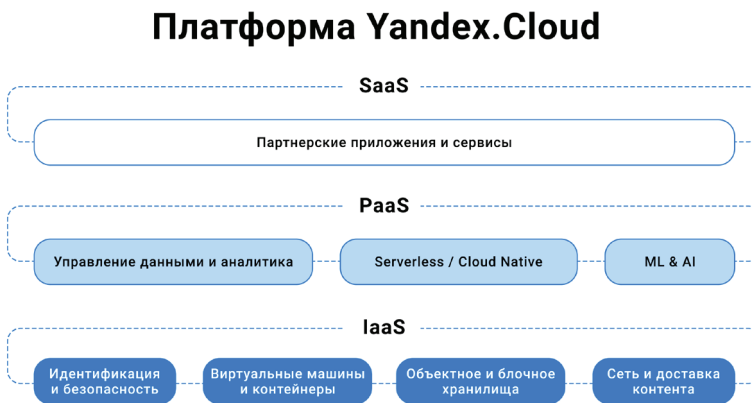 Платформа Yandex.Cloud
SaaS
Партнерские приложения и сервисы
PaaS
Управление данными и аналитика
Serverless / Cloud Native
ML & AI
IaaS
Идентификация
и безопасность
Виртуальные машины
и контейнеры
Объектное и блочное
хранилища
Сеть и доставка
контента